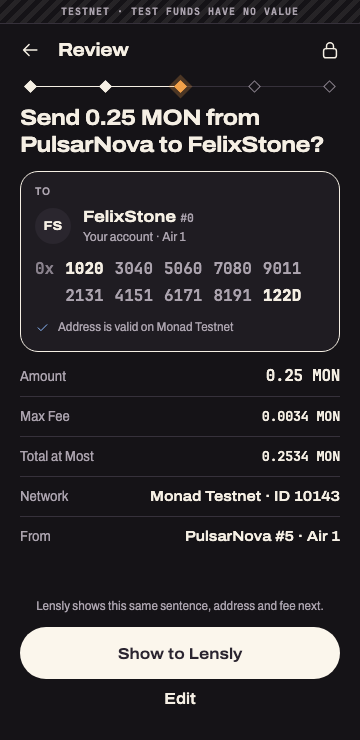 TESTNET · TEST FUNDS HAVE NO VALUE
Review
Send 0.25 MON from
PulsarNova to FelixStone?
TO
FS
FelixStone #0
Your account · Air 1
0x 1020 3040 5060 7080 9011
2131 4151 6171 8191 122D
Address is valid on Monad Testnet
Amount 0.25 MON
Max Fee 0.0034 MON
Total at Most 0.2534 MON
Network Monad Testnet · ID 10143
From PulsarNova #5 · Air 1
Lensly shows this same sentence, address and fee next.
Show to Lensly
Edit